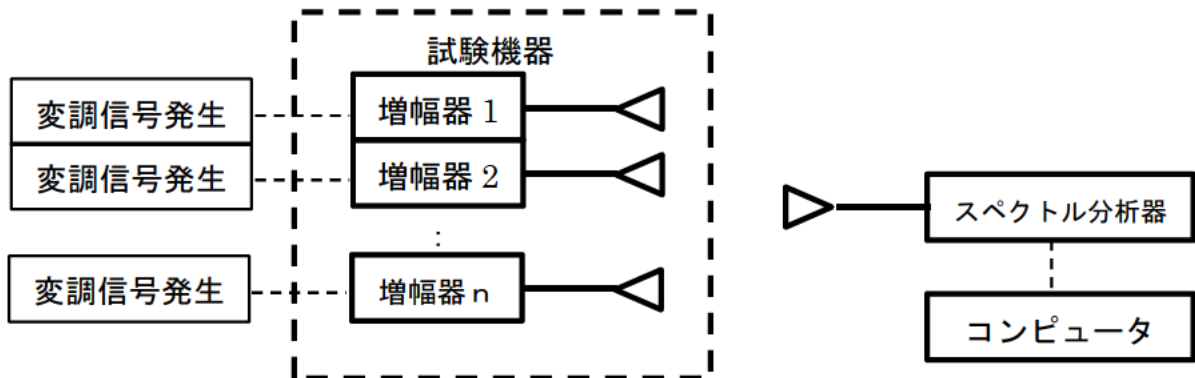 試験機器
変調信号発生
増幅器 1
変調信号発生
増幅器 2
:
変調信号発生
増幅器 n
スペクトル分析器
コンピュータ